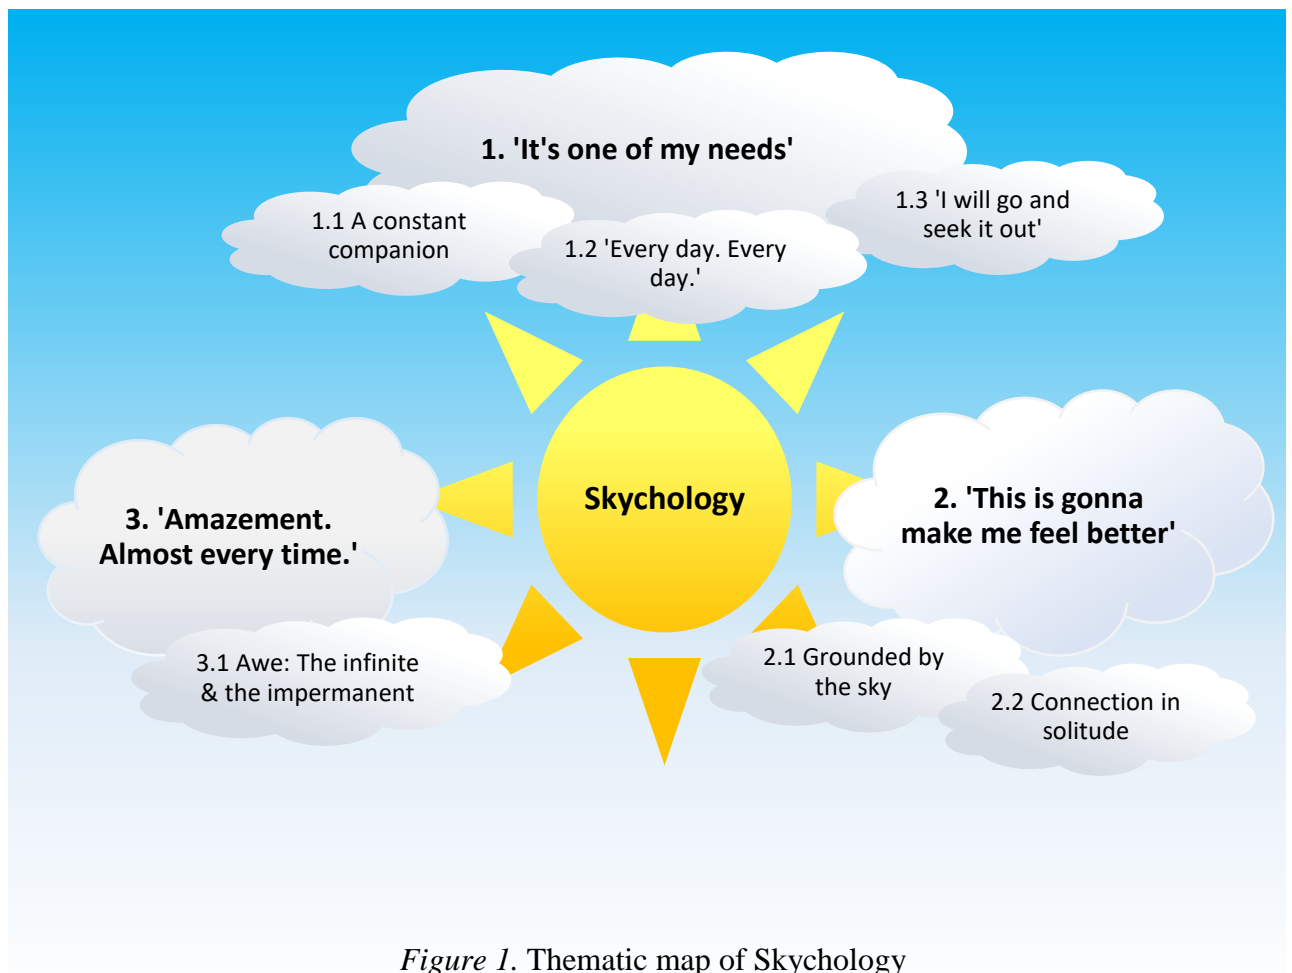 1. 'It's one of my needs'
1.1 A constant
companion
1.2 'Every day. Every
day.'
1.3 'I will go and
seek it out'
Skychology
2. 'This is gonna
make me feel better'
2.1 Grounded by
the sky
2.2 Connection in
solitude
3. 'Amazement.
Almost every time.'
3.1 Awe: The infinite
& the impermanent
Figure 1. Thematic map of Skychology